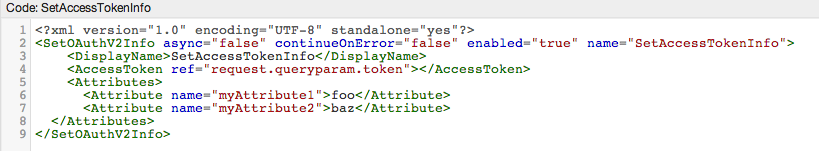 Code: SetAccessTokenInfo
1 <?xml version="1.0" encoding="UTF-8" standalone="yes"?>
2 <SetOAuthV2Info async="false" continueOnError="false" enabled="true" name="SetAccessTokenInfo">
3     <DisplayName>SetAccessTokenInfo</DisplayName>
4     <AccessToken ref="request.queryparam.token"></AccessToken>
5     <Attributes>
6       <Attribute name="myAttribute1">foo</Attribute>
7       <Attribute name="myAttribute2">baz</Attribute>
8   </Attributes>
9 </SetOAuthV2Info>